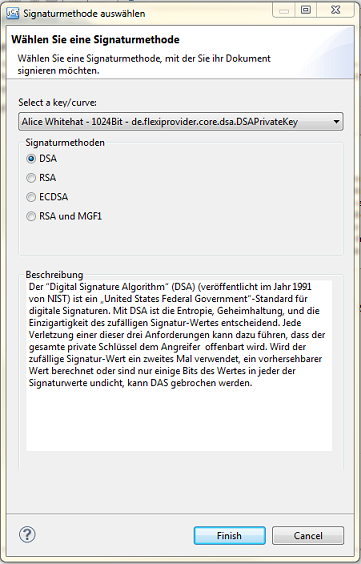 Signaturmethode auswählen
Wählen Sie eine Signaturmethode
Wählen Sie eine Signaturmethode, mit der Sie ihr Dokument
signieren möchten.
Select a key/curve:
Alice Whitehat - 1024Bit - de.flexiprovider.core.dsa.DSAPrivateKey
Signaturmethoden
DSA
RSA
ECDSA
RSA und MGF1
Beschreibung
Der "Digital Signature Algorithm" (DSA) (veröffentlicht im Jahr 1991
von NIST) ist ein „United States Federal Government"-Standard für
digitale Signaturen. Mit DSA ist die Entropie, Geheimhaltung, und die
Einzigartigkeit des zufälligen Signatur-Wertes entscheidend. Jede
Verletzung einer dieser drei Anforderungen kann dazu führen, dass der
gesamte private Schlüssel dem Angreifer offenbart wird. Wird der
zufällige Signatur-Wert ein zweites Mal verwendet, ein vorhersehbarer
Wert berechnet oder sind nur einige Bits des Wertes in jeder der
Signaturwerte undicht, kann DAS gebrochen werden.
?
Finish
Cancel